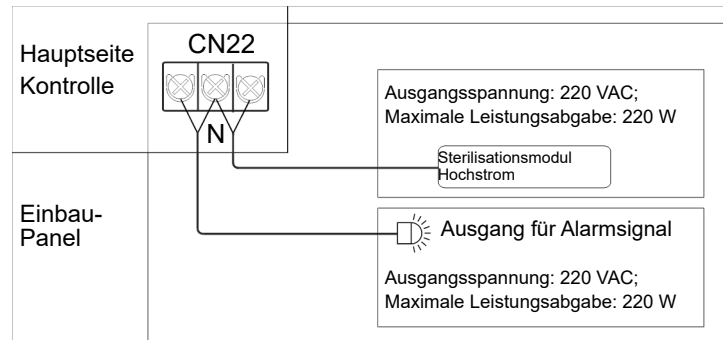 Hauptseite
Kontrolle
CN22
N
Ausgangsspannung: 220 VAC;
Maximale Leistungsabgabe: 220 W
Sterilisationsmodul
Hochstrom
Einbau-
Panel
Ausgang für Alarmsignal
Ausgangsspannung: 220 VAC;
Maximale Leistungsabgabe: 220 W